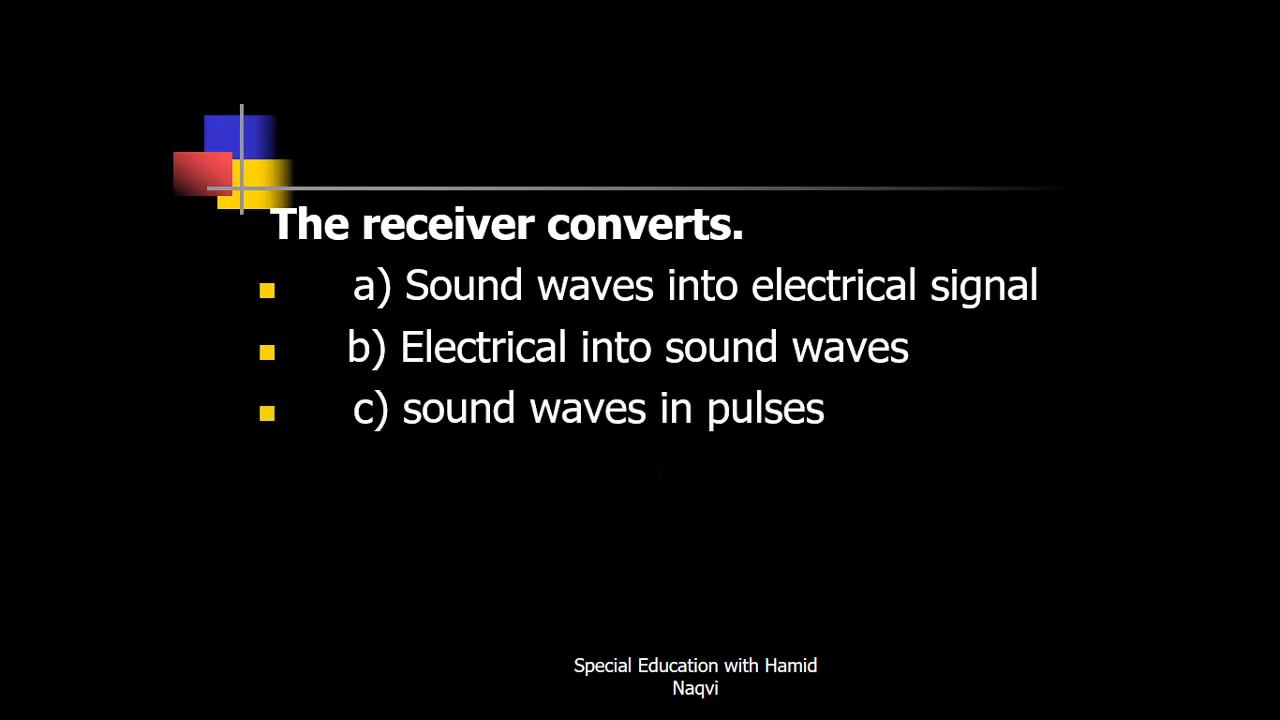 The receiver converts.
a) Sound waves into electrical signal
b) Electrical into sound waves
c) sound waves in pulses
Special Education with Hamid
Naqvi